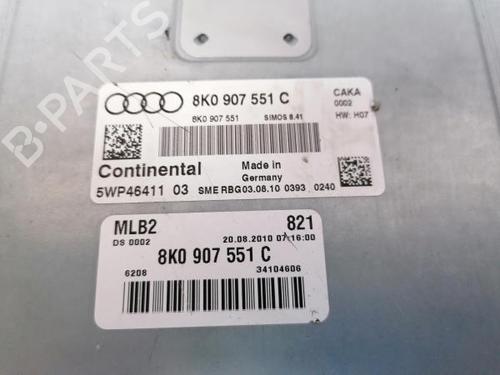 8K0 907 551 C
CAKA
0002
8K0 907 551 SIMOS 8.41
HW: H07
Continental
Made in
Germany
5WP46411 03 SME RBG03.08.10 0393 0240
MLB2 821
DS 0002 20.08.2010 07:16:00
8K0 907 551 C
6208 34104606